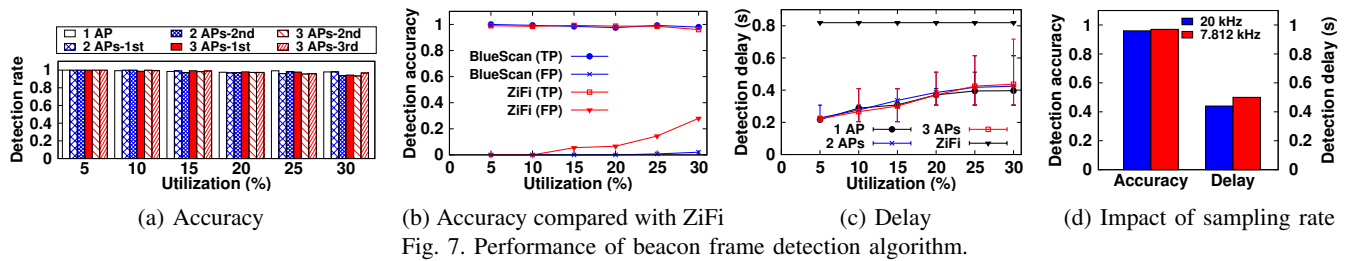 1 AP 2 APs-2nd 3 APs-2nd
2 APs-1st 3 APs-1st 3 APs-3rd
Detection rate
1
0.8
0.6
0.4
0.2
0
5 10 15 20 25 30
Utilization (%)
(a) Accuracy
Detection accuracy
1
0.8
0.6
0.4
0.2
0
BlueScan (TP)
BlueScan (FP)
ZiFi (TP)
ZiFi (FP)
0 5 10 15 20 25 30
Utilization (%)
(b) Accuracy compared with ZiFi
Detection delay (s)
0.8
0.6
0.4
0.2
0
1 AP 3 APs
2 APs ZiFi
0 5 10 15 20 25 30
Utilization (%)
(c) Delay
Detection accuracy
1
0.8
0.6
0.4
0.2
0
20 kHz
7.812 kHz
Accuracy Delay
1
0.8
0.6
0.4
0.2
0
Detection delay (s)
(d) Impact of sampling rate
Fig. 7. Performance of beacon frame detection algorithm.